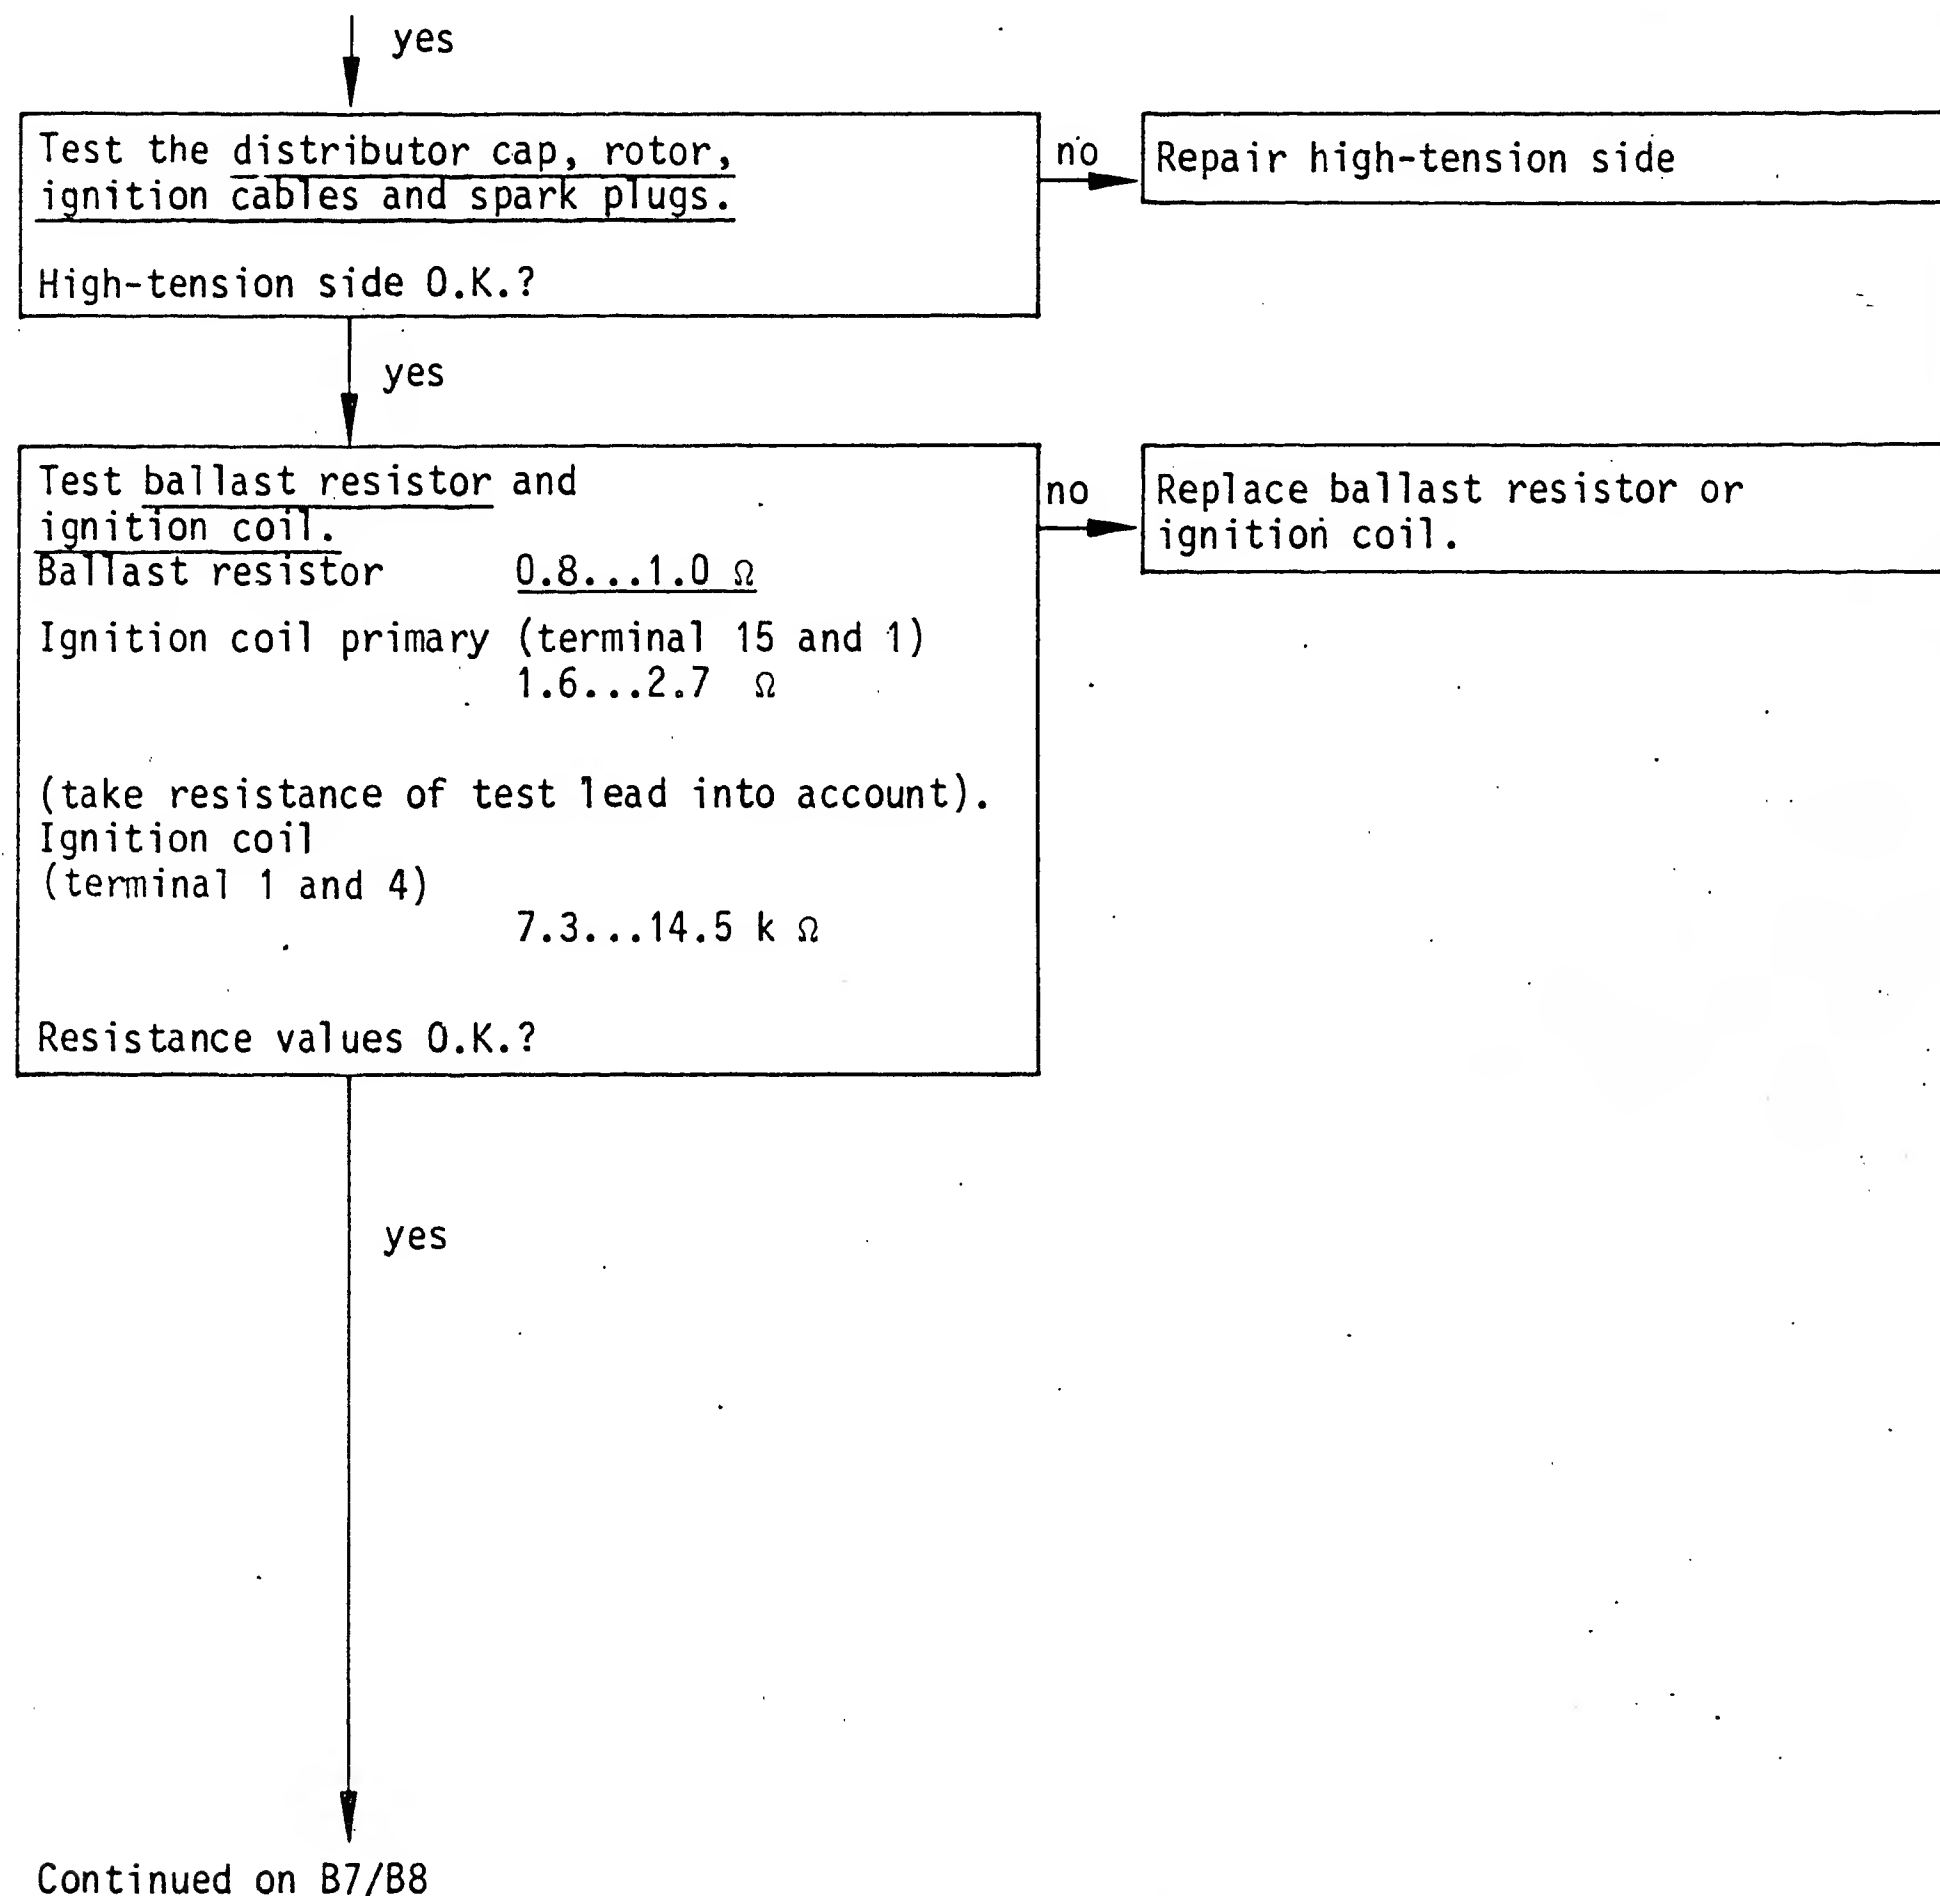 yes
Test the distributor cap, rotor,
ignition cables and spark plugs.
High-tension side O.K.?
no
Repair high-tension side
yes
Test ballast resistor and
ignition coil.
Ballast resistor 0.8...1.0 Ω
Ignition coil primary (terminal 15 and 1)
1.6...2.7 Ω
(take resistance of test lead into account).
Ignition coil
(terminal 1 and 4)
7.3...14.5 k Ω
Resistance values O.K.?
no
Replace ballast resistor or
ignition coil.
yes
Continued on B7/B8